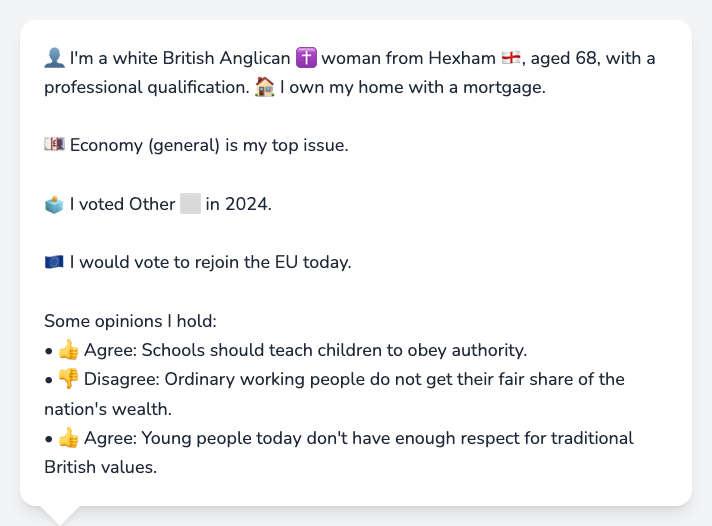 👤 I'm a white British Anglican ✝️ woman from Hexham 🏴󠁧󠁢󠁥󠁮󠁧󠁿, aged 68, with a
professional qualification. 🏠 I own my home with a mortgage.
💷 Economy (general) is my top issue.
🗳️ I voted Other ⬜ in 2024.
🇪🇺 I would vote to rejoin the EU today.
Some opinions I hold:
• 👍 Agree: Schools should teach children to obey authority.
• 👎 Disagree: Ordinary working people do not get their fair share of the
nation's wealth.
• 👍 Agree: Young people today don't have enough respect for traditional
British values.